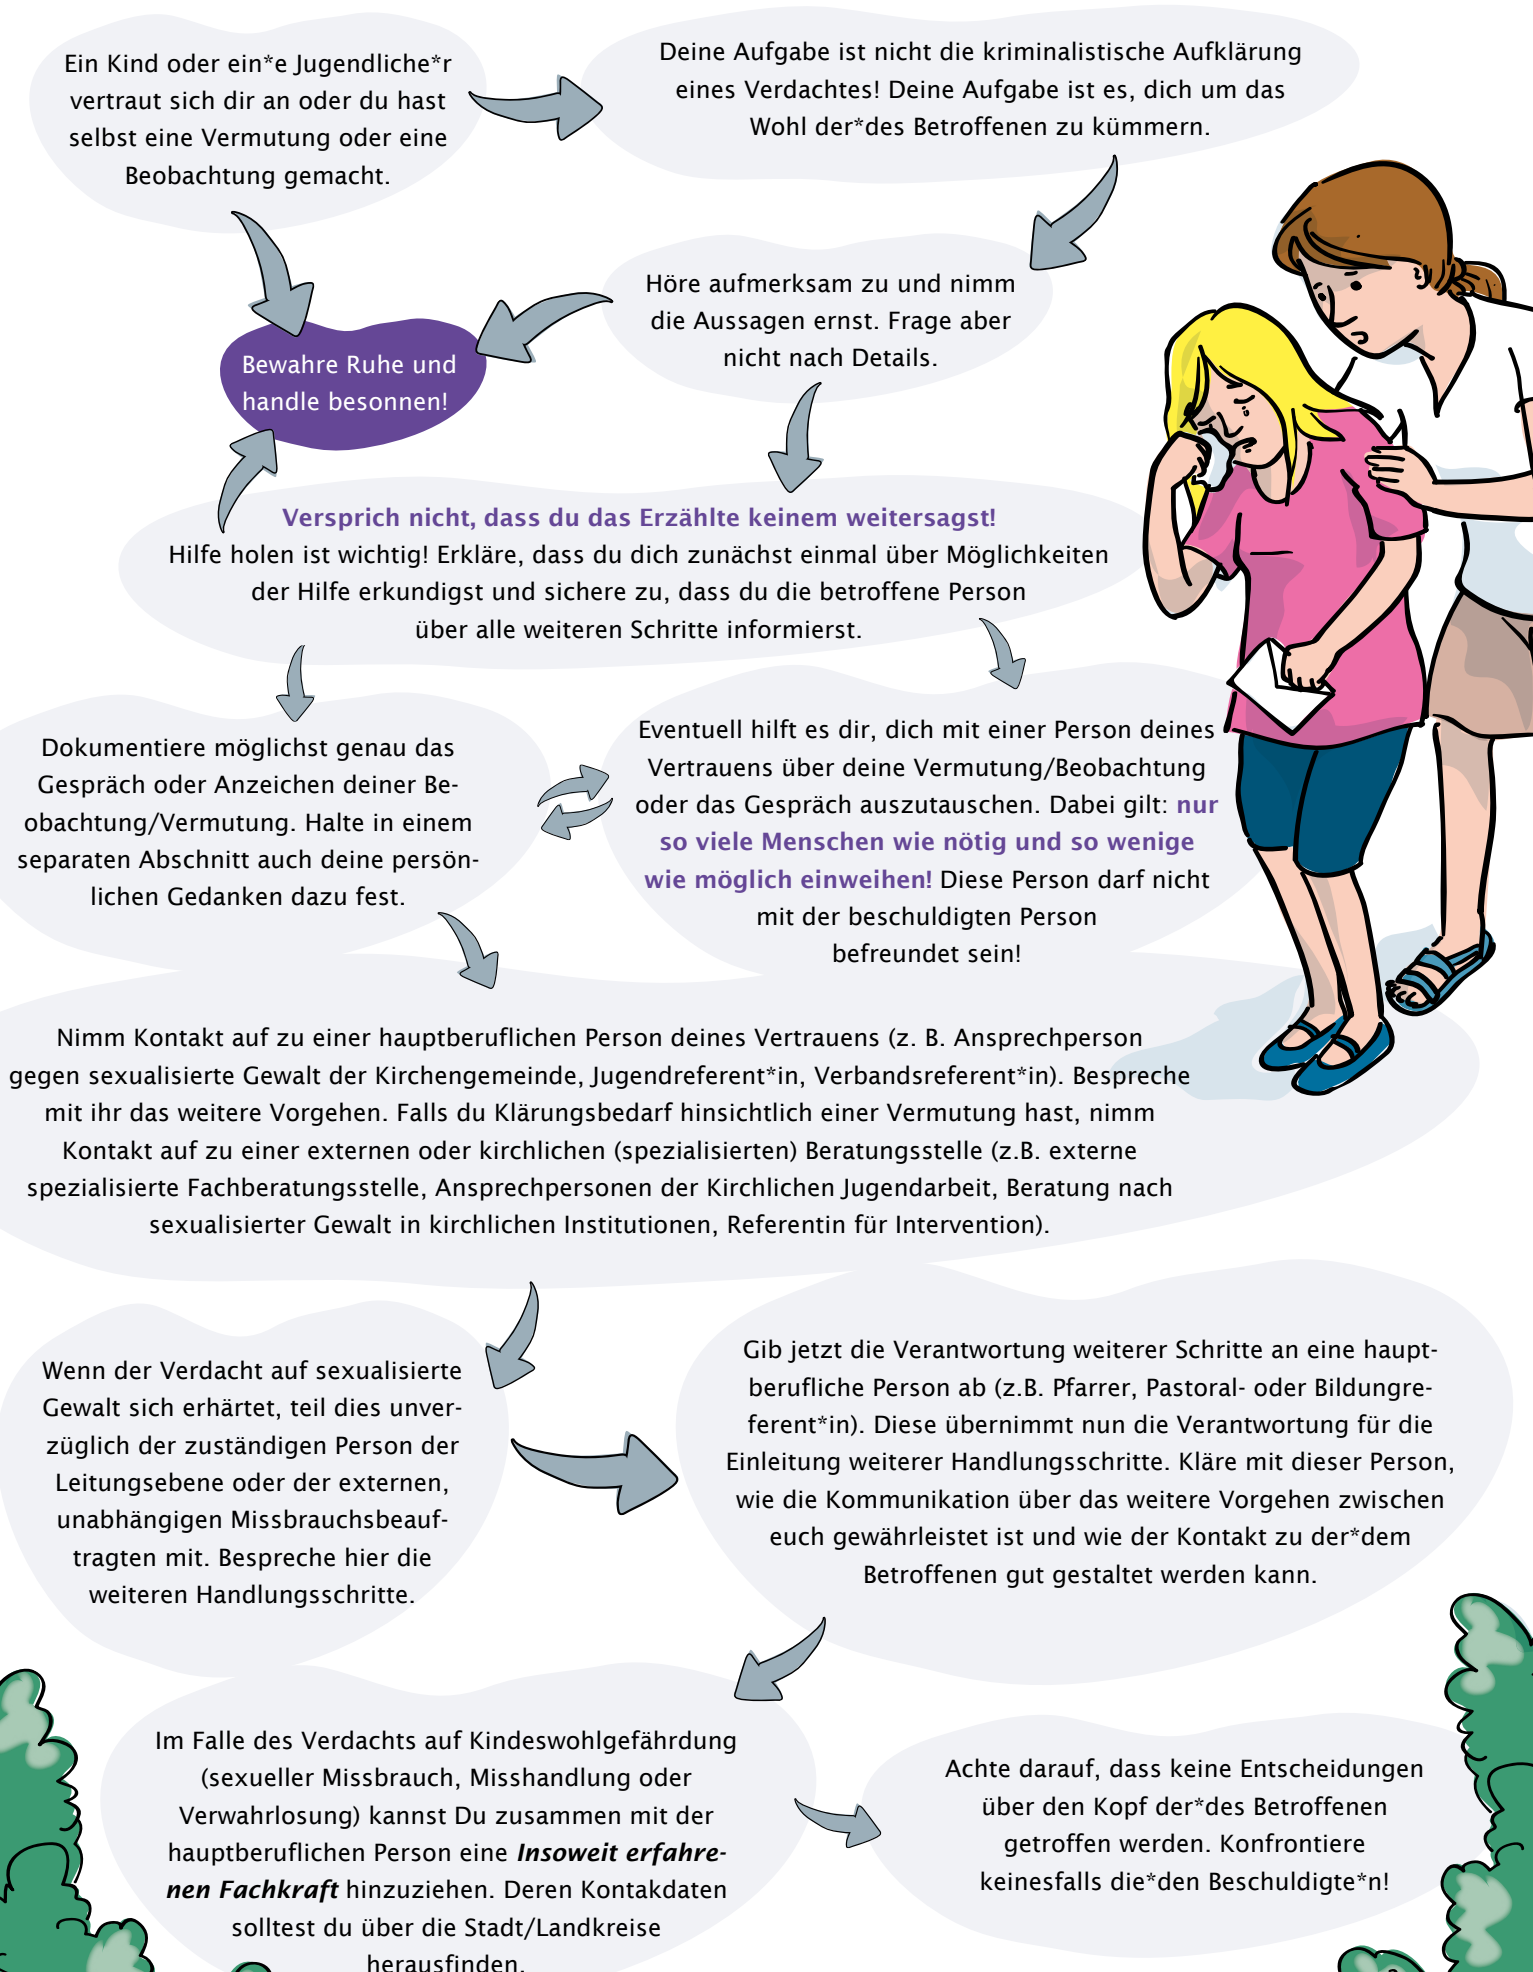 Ein Kind oder ein*e Jugendliche*r
vertraut sich dir an oder du hast
selbst eine Vermutung oder eine
Beobachtung gemacht.
Deine Aufgabe ist nicht die kriminalistische Aufklärung
eines Verdachtes! Deine Aufgabe ist es, dich um das
Wohl der*des Betroffenen zu kümmern.
Höre aufmerksam zu und nimm
die Aussagen ernst. Frage aber
nicht nach Details.
Bewahre Ruhe und
handle besonnen!
Versprich nicht, dass du das Erzählte keinem weitersagst!
Hilfe holen ist wichtig! Erkläre, dass du dich zunächst einmal über Möglichkeiten
der Hilfe erkundigst und sichere zu, dass du die betroffene Person
über alle weiteren Schritte informierst.
Dokumentiere möglichst genau das
Gespräch oder Anzeichen deiner Be-
obachtung/Vermutung. Halte in einem
separaten Abschnitt auch deine persön-
lichen Gedanken dazu fest.
Eventuell hilft es dir, dich mit einer Person deines
Vertrauens über deine Vermutung/Beobachtung
oder das Gespräch auszutauschen. Dabei gilt: nur
so viele Menschen wie nötig und so wenige
wie möglich einweihen! Diese Person darf nicht
mit der beschuldigten Person
befreundet sein!
Nimm Kontakt auf zu einer hauptberuflichen Person deines Vertrauens (z. B. Ansprechperson
gegen sexualisierte Gewalt der Kirchengemeinde, Jugendreferent*in, Verbandsreferent*in). Bespreche
mit ihr das weitere Vorgehen. Falls du Klärungsbedarf hinsichtlich einer Vermutung hast, nimm
Kontakt auf zu einer externen oder kirchlichen (spezialisierten) Beratungsstelle (z.B. externe
spezialisierte Fachberatungsstelle, Ansprechpersonen der Kirchlichen Jugendarbeit, Beratung nach
sexualisierter Gewalt in kirchlichen Institutionen, Referentin für Intervention).
Wenn der Verdacht auf sexualisierte
Gewalt sich erhärtet, teil dies unver-
züglich der zuständigen Person der
Leitungsebene oder der externen,
unabhängigen Missbrauchsbeauf-
tragten mit. Bespreche hier die
weiteren Handlungsschritte.
Gib jetzt die Verantwortung weiterer Schritte an eine haupt-
berufliche Person ab (z.B. Pfarrer, Pastoral- oder Bildungre-
ferent*in). Diese übernimmt nun die Verantwortung für die
Einleitung weiterer Handlungsschritte. Kläre mit dieser Person,
wie die Kommunikation über das weitere Vorgehen zwischen
euch gewährleistet ist und wie der Kontakt zu der*dem
Betroffenen gut gestaltet werden kann.
Im Falle des Verdachts auf Kindeswohlgefährdung
(sexueller Missbrauch, Misshandlung oder
Verwahrlosung) kannst Du zusammen mit der
hauptberuflichen Person eine Insoweit erfahre-
nen Fachkraft hinzuziehen. Deren Kontakdaten
solltest du über die Stadt/Landkreise
herausfinden.
Achte darauf, dass keine Entscheidungen
über den Kopf der*des Betroffenen
getroffen werden. Konfrontiere
keinesfalls die*den Beschuldigte*n!